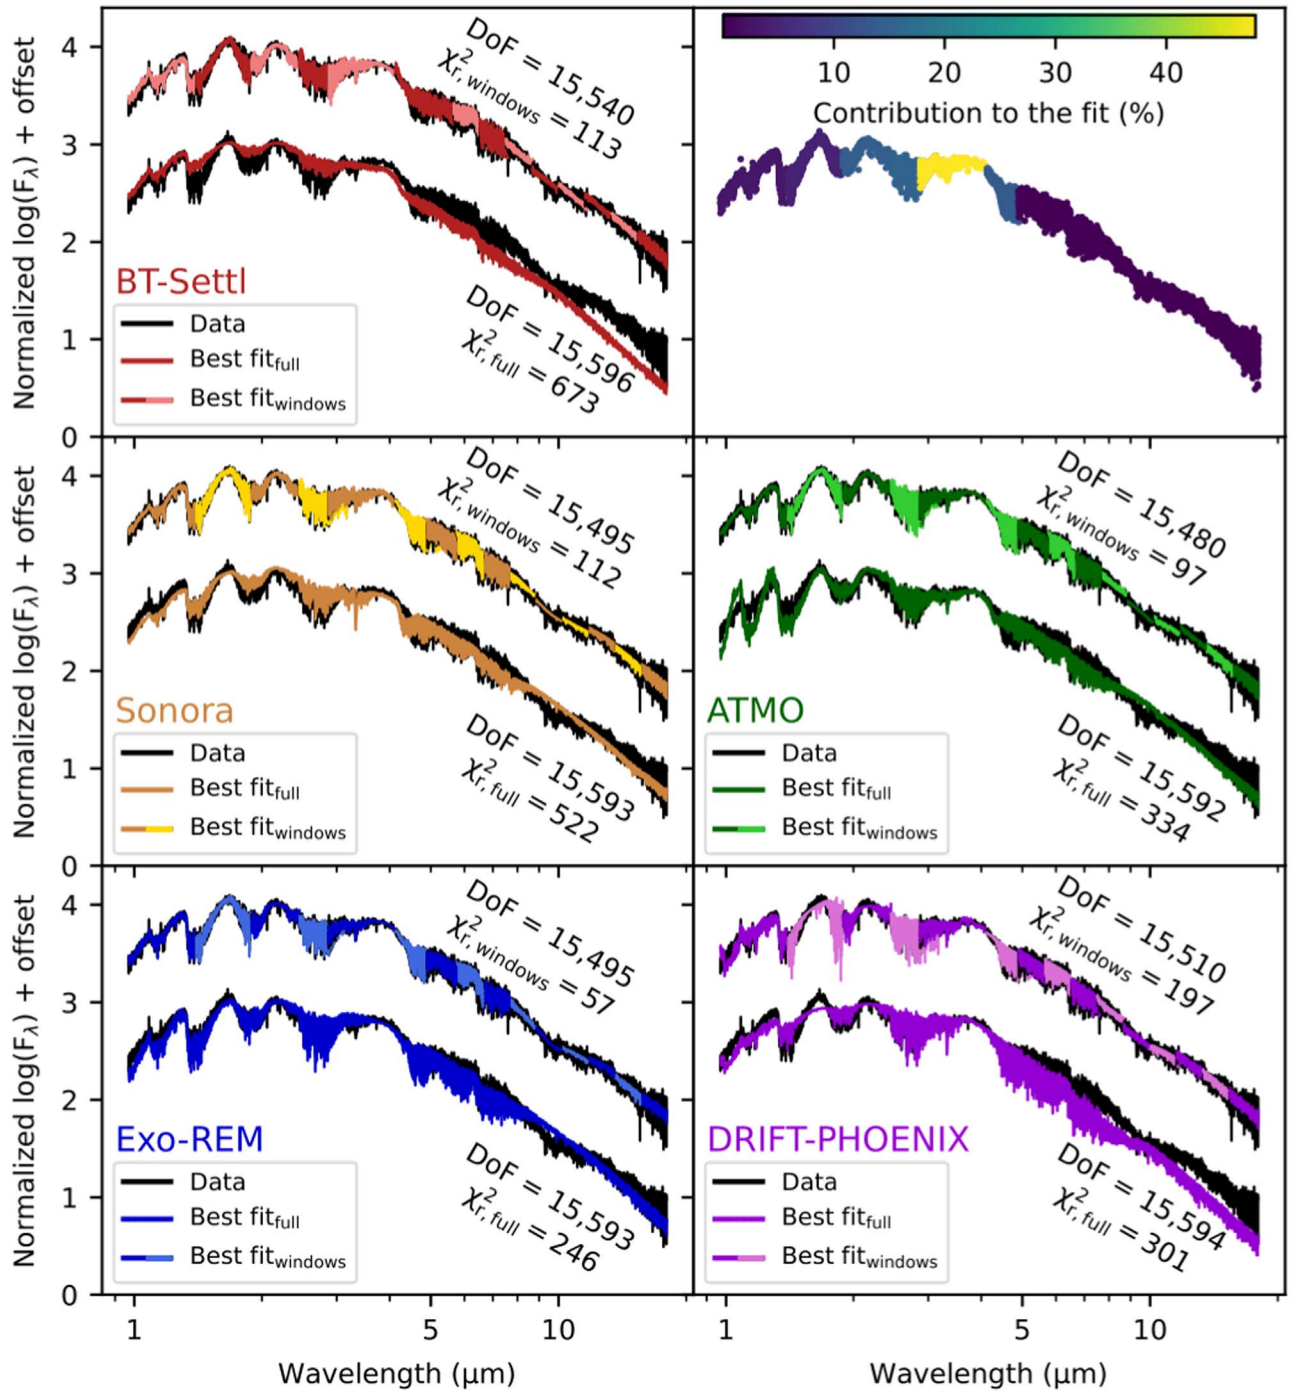 Normalized log(Fλ) + offset
4
3
2
1
0
DoF = 15,540
χ²r, windows = 113
BT-Settl
Data
Best fitfull
Best fitwindows
DoF = 15,596
χ²r, full = 673
10 20 30 40
Contribution to the fit (%)
Normalized log(Fλ) + offset
4
3
2
1
0
DoF = 15,495
χ²r, windows = 112
Sonora
Data
Best fitfull
Best fitwindows
DoF = 15,593
χ²r, full = 522
DoF = 15,480
χ²r, windows = 97
ATMO
Data
Best fitfull
Best fitwindows
DoF = 15,592
χ²r, full = 334
Normalized log(Fλ) + offset
4
3
2
1
0
DoF = 15,495
χ²r, windows = 57
Exo-REM
Data
Best fitfull
Best fitwindows
DoF = 15,593
χ²r, full = 246
DoF = 15,510
χ²r, windows = 197
DRIFT-PHOENIX
Data
Best fitfull
Best fitwindows
DoF = 15,594
χ²r, full = 301
1 5 10
Wavelength (μm)
1 5 10
Wavelength (μm)